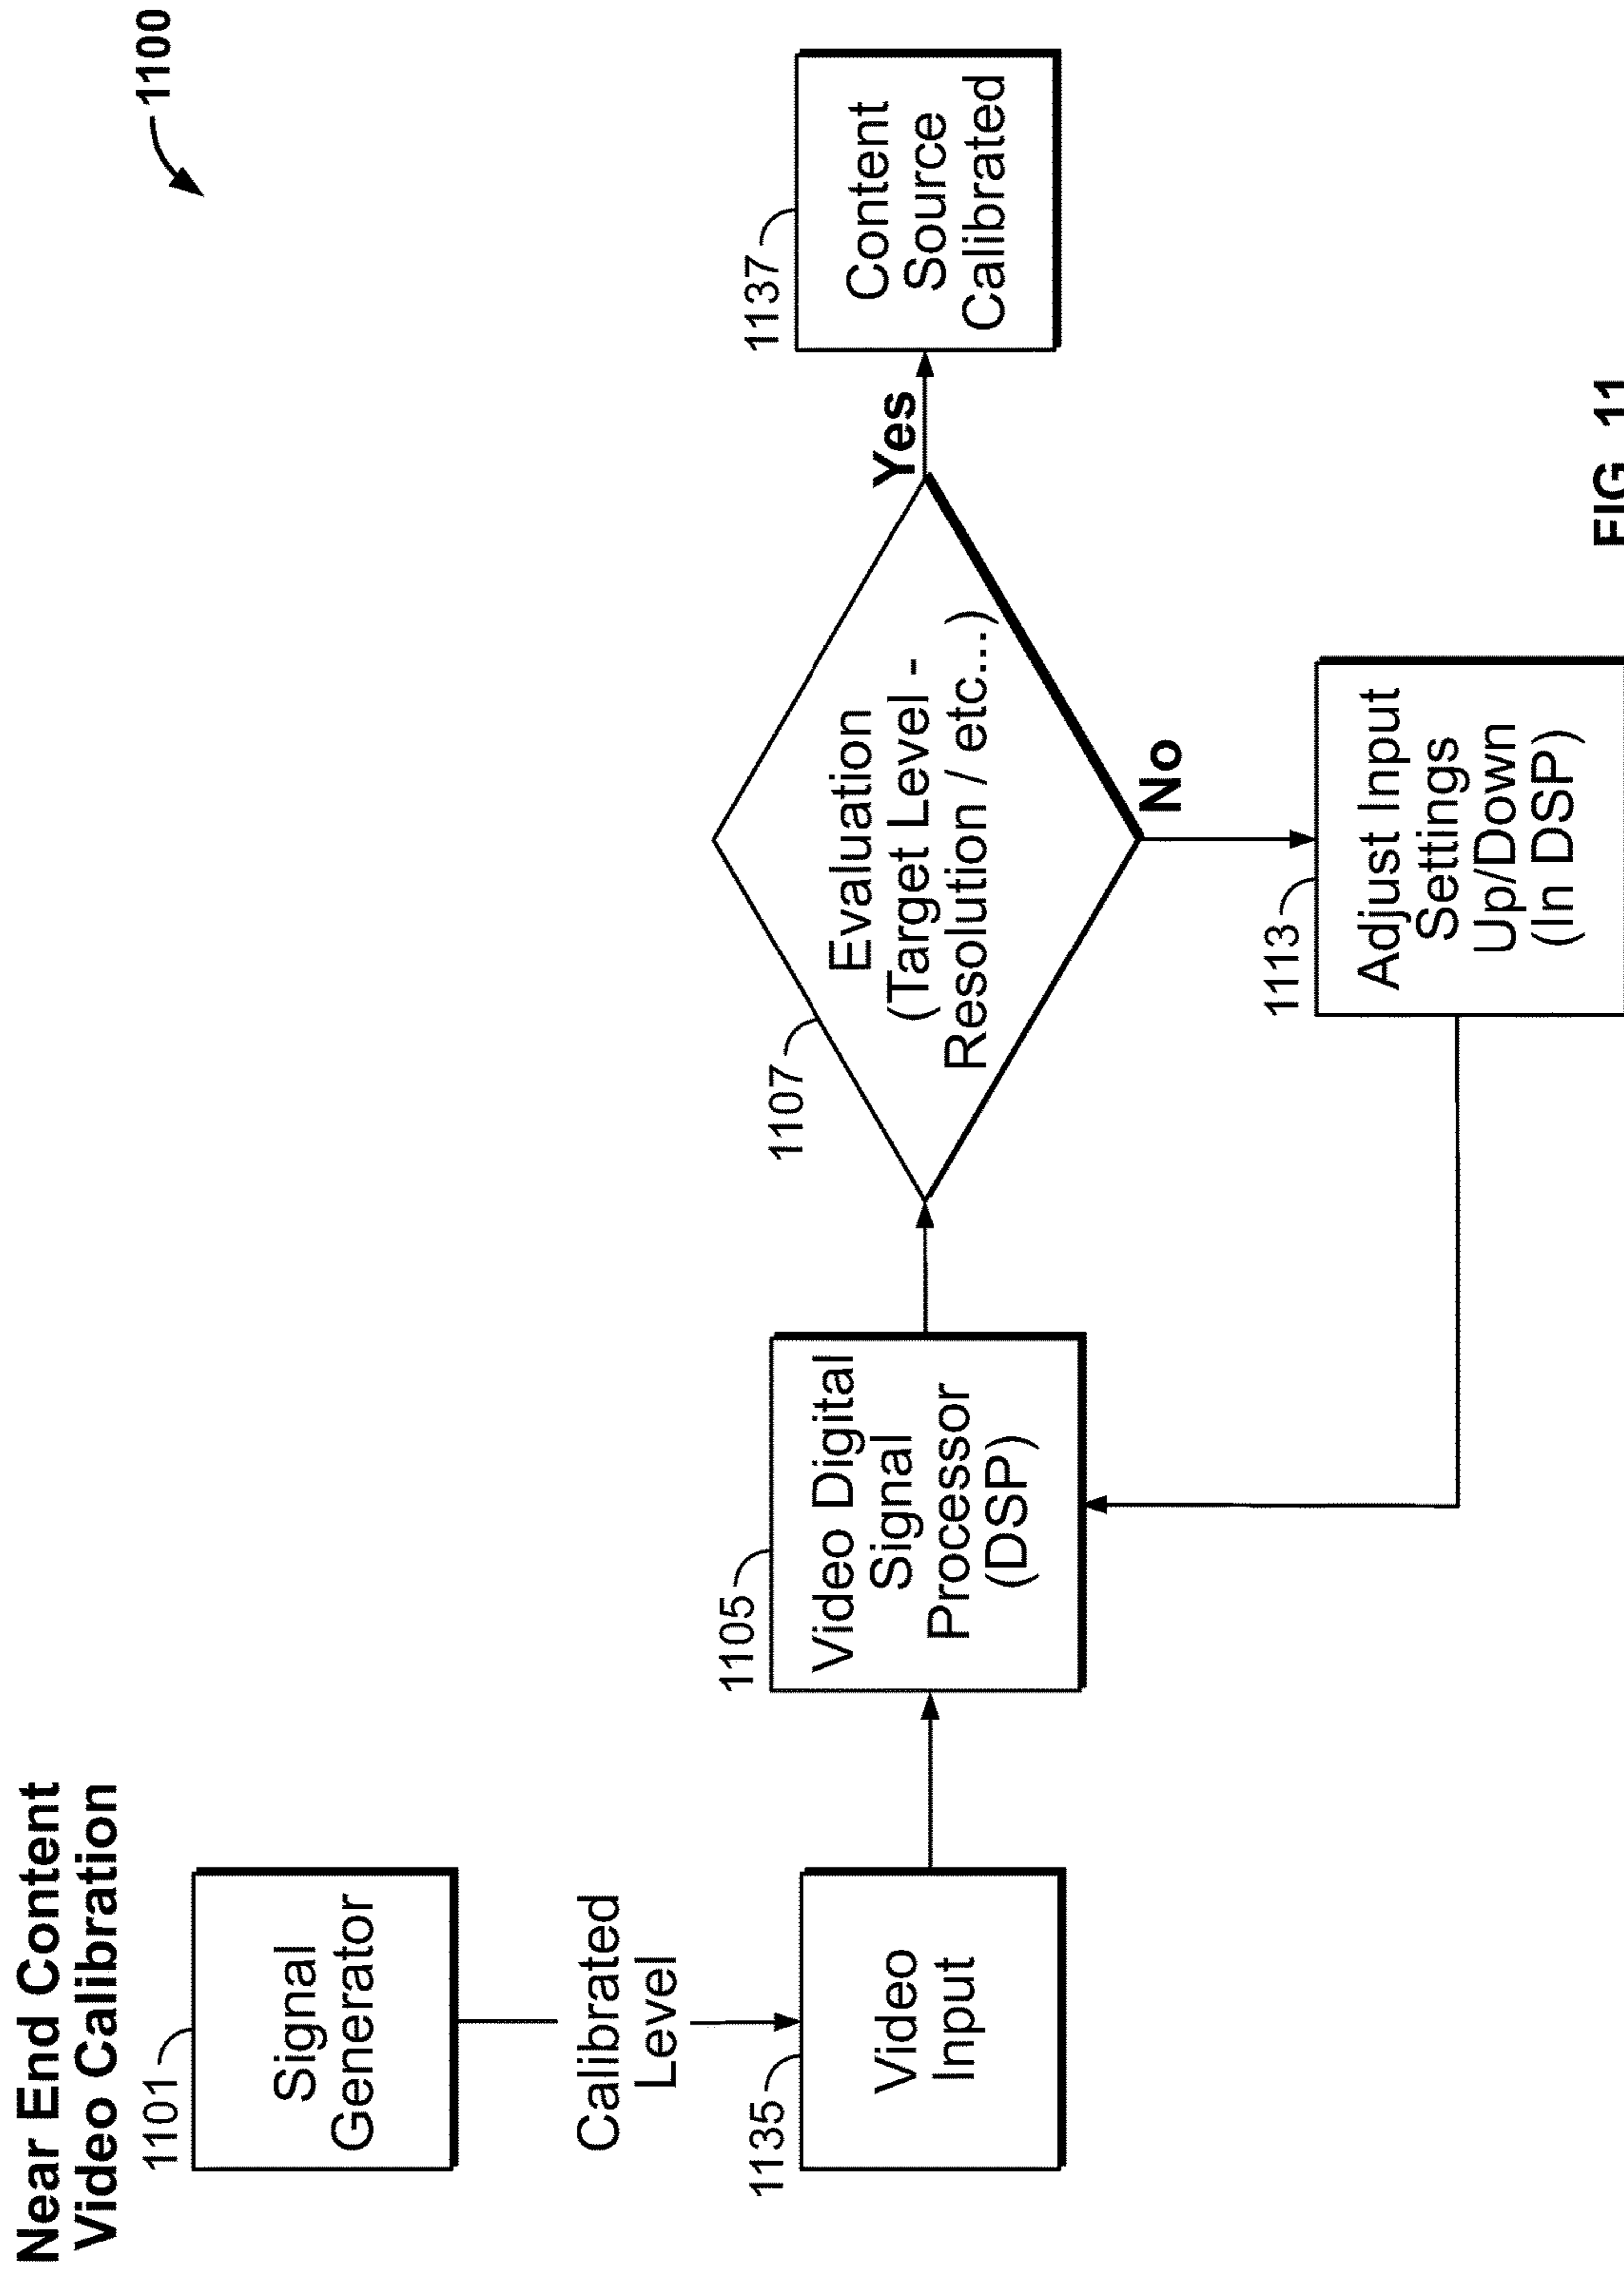 Near End Content
Video Calibration
1100
1101
Signal
Generator
Calibrated
Level
1135
Video
Input
1105
Video Digital
Signal
Processor
(DSP)
1107
Evaluation
(Target Level -
Resolution / etc...)
Yes
1137
Content
Source
Calibrated
No
1113
Adjust Input
Settings
Up/Down
(In DSP)
FIG. 11